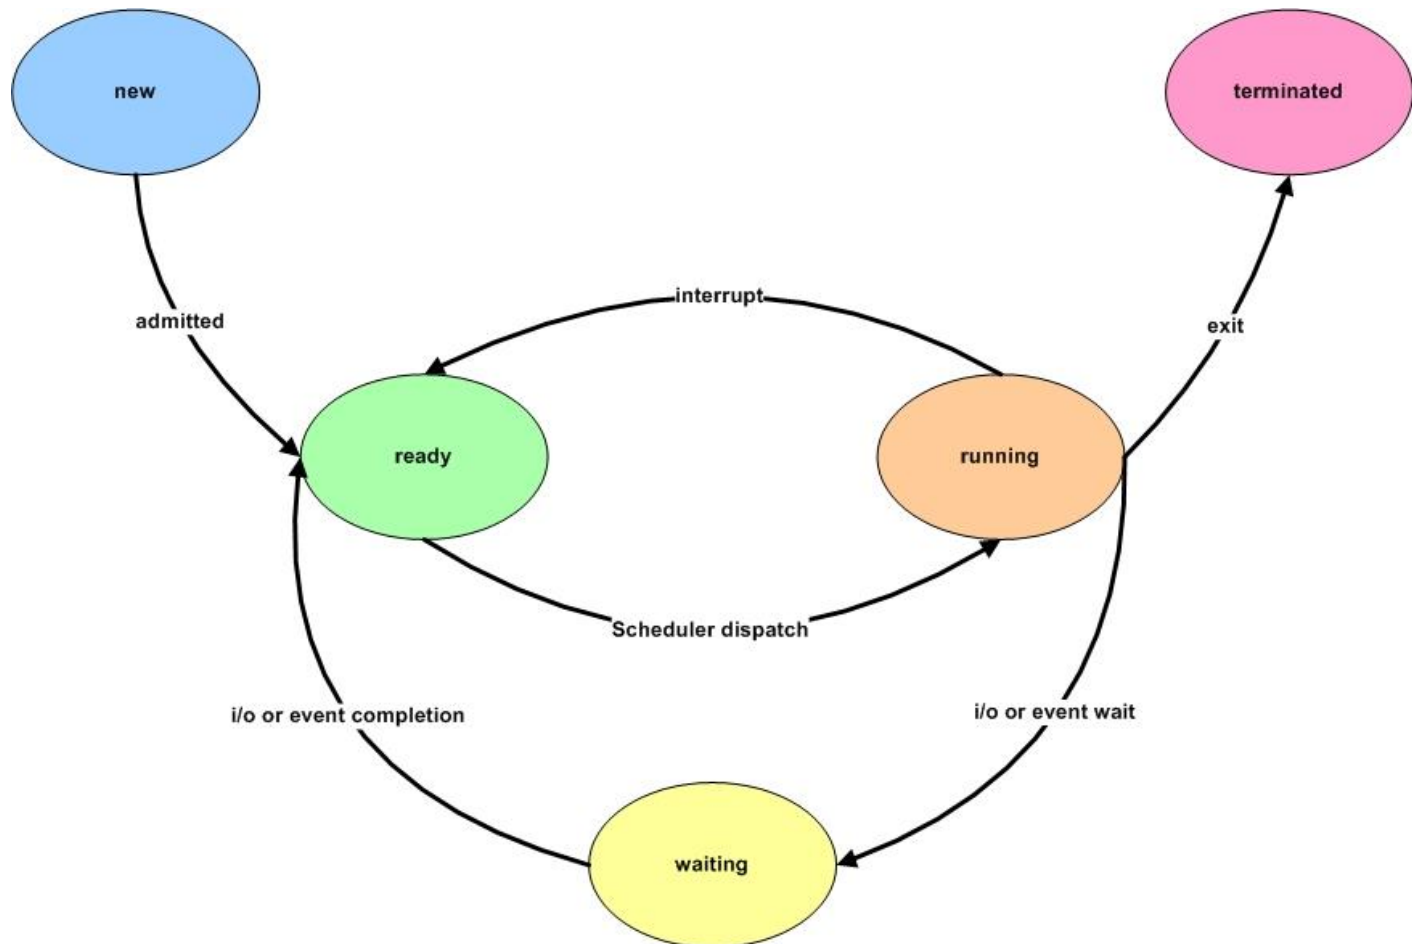 new
terminated
interrupt
admitted
exit
ready
running
Scheduler dispatch
i/o or event completion
i/o or event wait
waiting